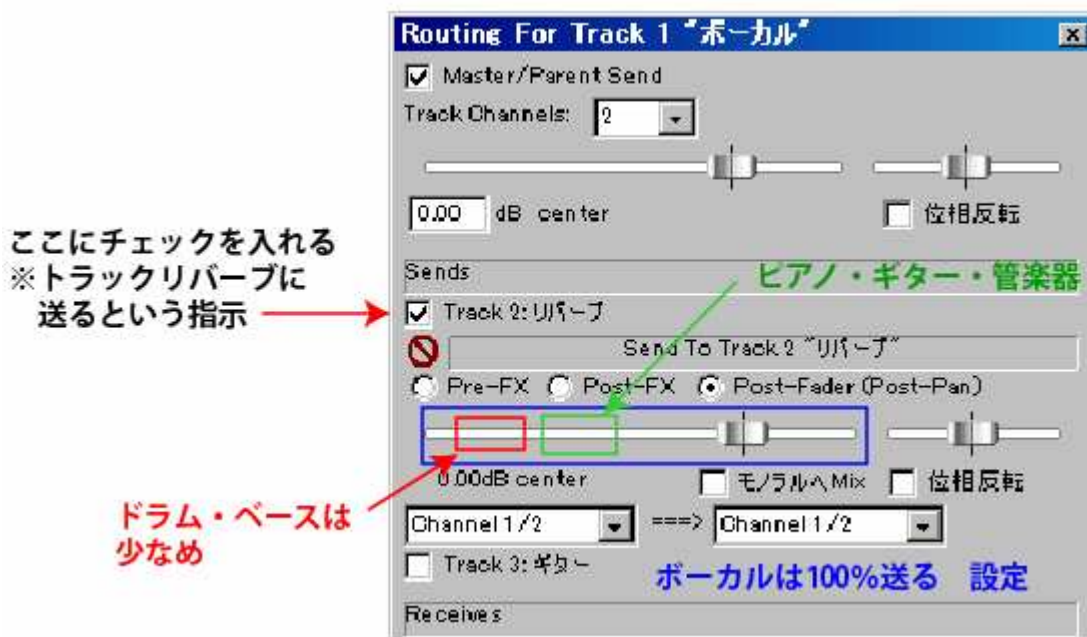 Routing For Track 1 "ボーカル"
Master/Parent Send
Track Channels: 2
0.00 dB center
位相反転
ここにチェックを入れる
※トラックリバーブに
送るという指示
Sends
ピアノ・ギター・管楽器
Track 2: リバーブ
Send To Track 2 "リバーブ"
Pre-FX Post-FX Post-Fader (Post-Pan)
0.00dB center モノラルへMix 位相反転
ドラム・ベースは
少なめ
Channel 1/2 ===> Channel 1/2
Track 3: ギター
ボーカルは100%送る 設定
Receives